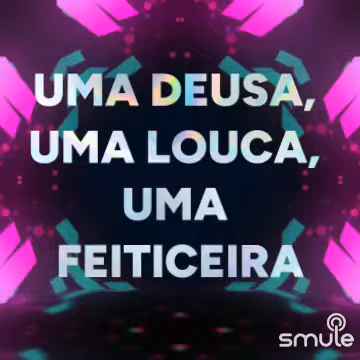 UMA DEUSA,
UMA LOUCA,
UMA
FEITICEIRA
smule